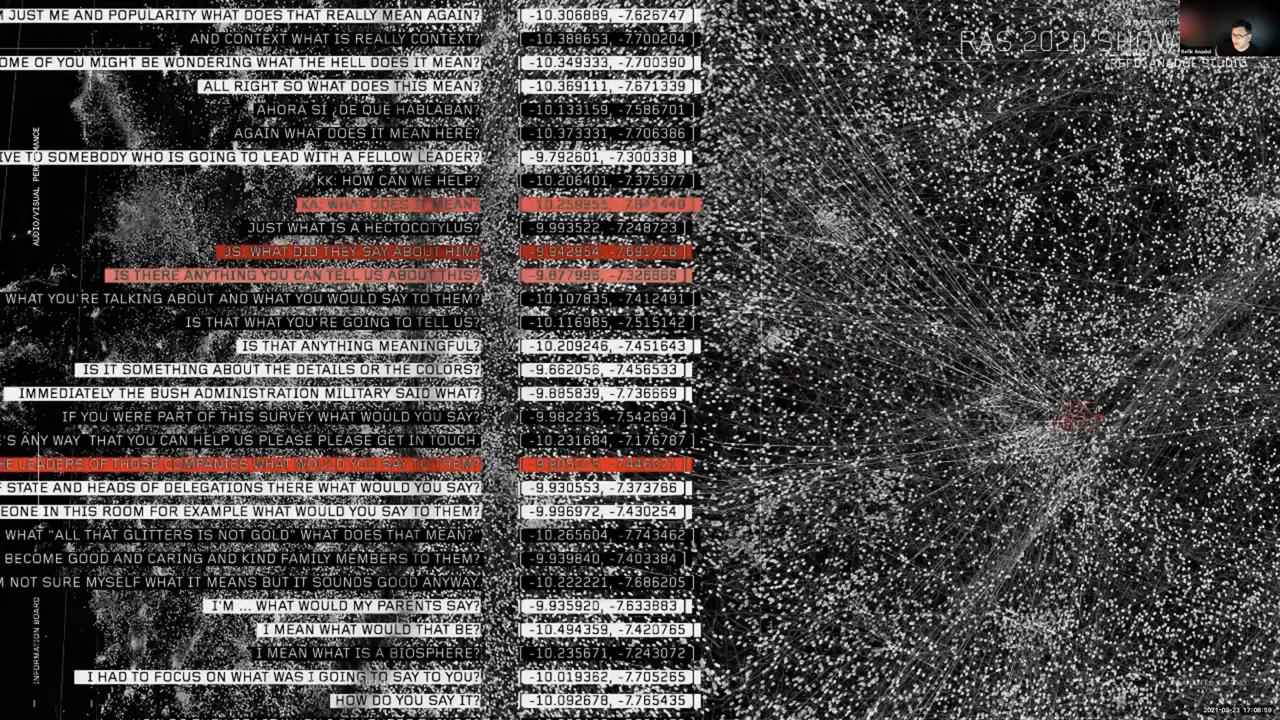 JUST ME AND POPULARITY WHAT DOES THAT REALLY MEAN AGAIN? -10.306889, -7.626747
AND CONTEXT WHAT IS REALLY CONTEXT? -10.388653, -7.700204
OME OF YOU MIGHT BE WONDERING WHAT THE HELL DOES IT MEAN? -10.349333, -7.700390
ALL RIGHT SO WHAT DOES THIS MEAN? -10.369111, -7.671339
AHORA SÍ ¿DE QUÉ HABLABAN? -10.133159, -7.586701
AGAIN WHAT DOES IT MEAN HERE? -10.373331, -7.706386
IVE TO SOMEBODY WHO IS GOING TO LEAD WITH A FELLOW LEADER? -9.792601, -7.300338
KK: HOW CAN WE HELP? -10.206401, -7.375977
KA: WHAT DOES IT MEAN?
JUST WHAT IS A HECTOCOTYLUS? -9.993522, -7.248723
JS: WHAT DID THEY SAY ABOUT HIM?
IS THERE ANYTHING YOU CAN TELL US ABOUT THIS? -9.877996, -7.326869
WHAT YOU'RE TALKING ABOUT AND WHAT YOU WOULD SAY TO THEM? -10.107835, -7.412491
IS THAT WHAT YOU'RE GOING TO TELL US? -10.116985, -7.515142
IS THAT ANYTHING MEANINGFUL? -10.209246, -7.451643
IS IT SOMETHING ABOUT THE DETAILS OR THE COLORS? -9.662056, -7.456533
IMMEDIATELY THE BUSH ADMINISTRATION MILITARY SAID WHAT? -9.885839, -7.736669
IF YOU WERE PART OF THIS SURVEY WHAT WOULD YOU SAY? -9.982235, -7.542694
'S ANY WAY THAT YOU CAN HELP US PLEASE PLEASE GET IN TOUCH. -10.231684, -7.176787
HE LEADERS OF THOSE COMPANIES WHAT WOULD YOU SAY TO THEM?
F STATE AND HEADS OF DELEGATIONS THERE WHAT WOULD YOU SAY? -9.930553, -7.373766
EONE IN THIS ROOM FOR EXAMPLE WHAT WOULD YOU SAY TO THEM? -9.996972, -7.430254
WHAT "ALL THAT GLITTERS IS NOT GOLD" WHAT DOES THAT MEAN?" -10.265604, -7.743462
BECOME GOOD AND CARING AND KIND FAMILY MEMBERS TO THEM? -9.939840, -7.403384
M NOT SURE MYSELF WHAT IT MEANS BUT IT SOUNDS GOOD ANYWAY. -10.222221, -7.686205
I'M ... WHAT WOULD MY PARENTS SAY? -9.935920, -7.633883
I MEAN WHAT WOULD THAT BE? -10.494359, -7.420765
I MEAN WHAT IS A BIOSPHERE? -10.235671, -7.243072
I HAD TO FOCUS ON WHAT WAS I GOING TO SAY TO YOU? -10.019362, -7.705265
HOW DO YOU SAY IT? -10.092678, -7.765435
AUDIO/VISUAL PERFORMANCE
INFORMATION BOARD
RAS 2020 SHOW
REFIK ANADOL STUDIO
Refik Anadol
2021-03-23 17:08:59